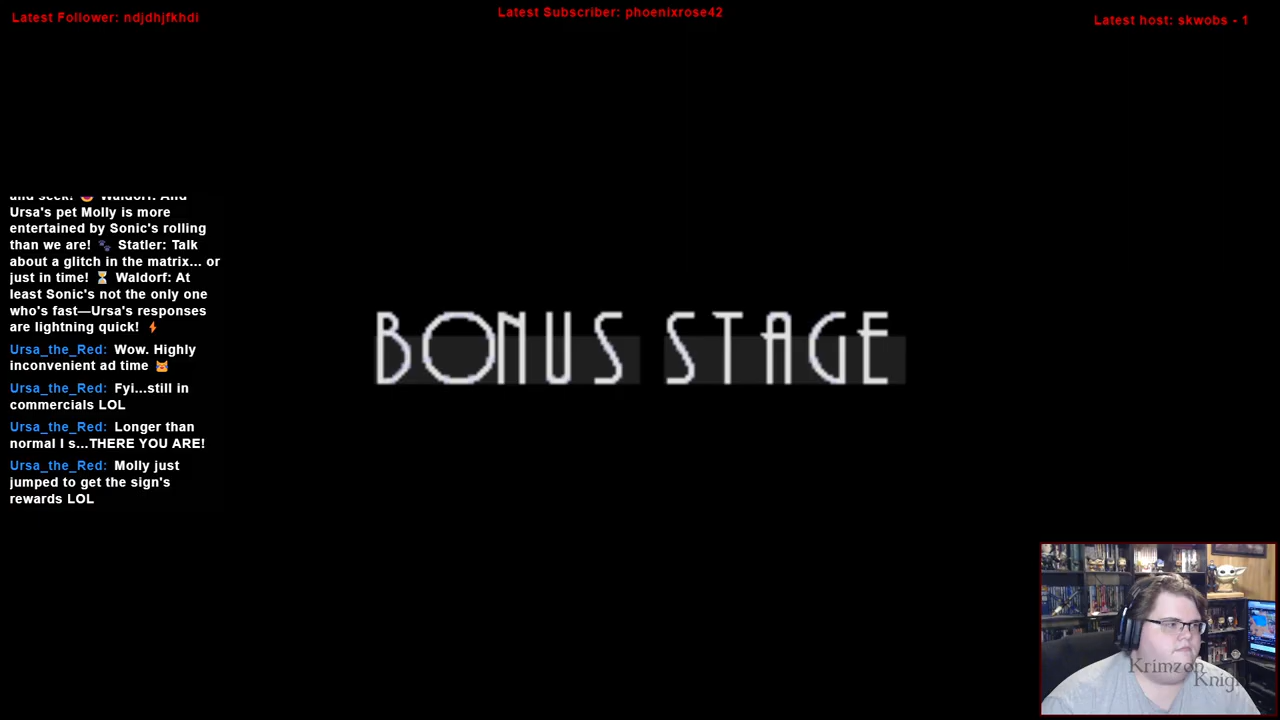 Latest Follower: ndjdhjfkhdi
Latest Subscriber: phoenixrose42
Latest host: skwobs - 1
and seek! 😡 Waldorf: And
Ursa's pet Molly is more
entertained by Sonic's rolling
than we are! 🐾 Statler: Talk
about a glitch in the matrix... or
just in time! ⏳ Waldorf: At
least Sonic's not the only one
who's fast—Ursa's responses
are lightning quick! ⚡
Ursa_the_Red: Wow. Highly
inconvenient ad time 😼
Ursa_the_Red: Fyi...still in
commercials LOL
Ursa_the_Red: Longer than
normal I s...THERE YOU ARE!
Ursa_the_Red: Molly just
jumped to get the sign's
rewards LOL
BONUS STAGE
Krimzon
Knight